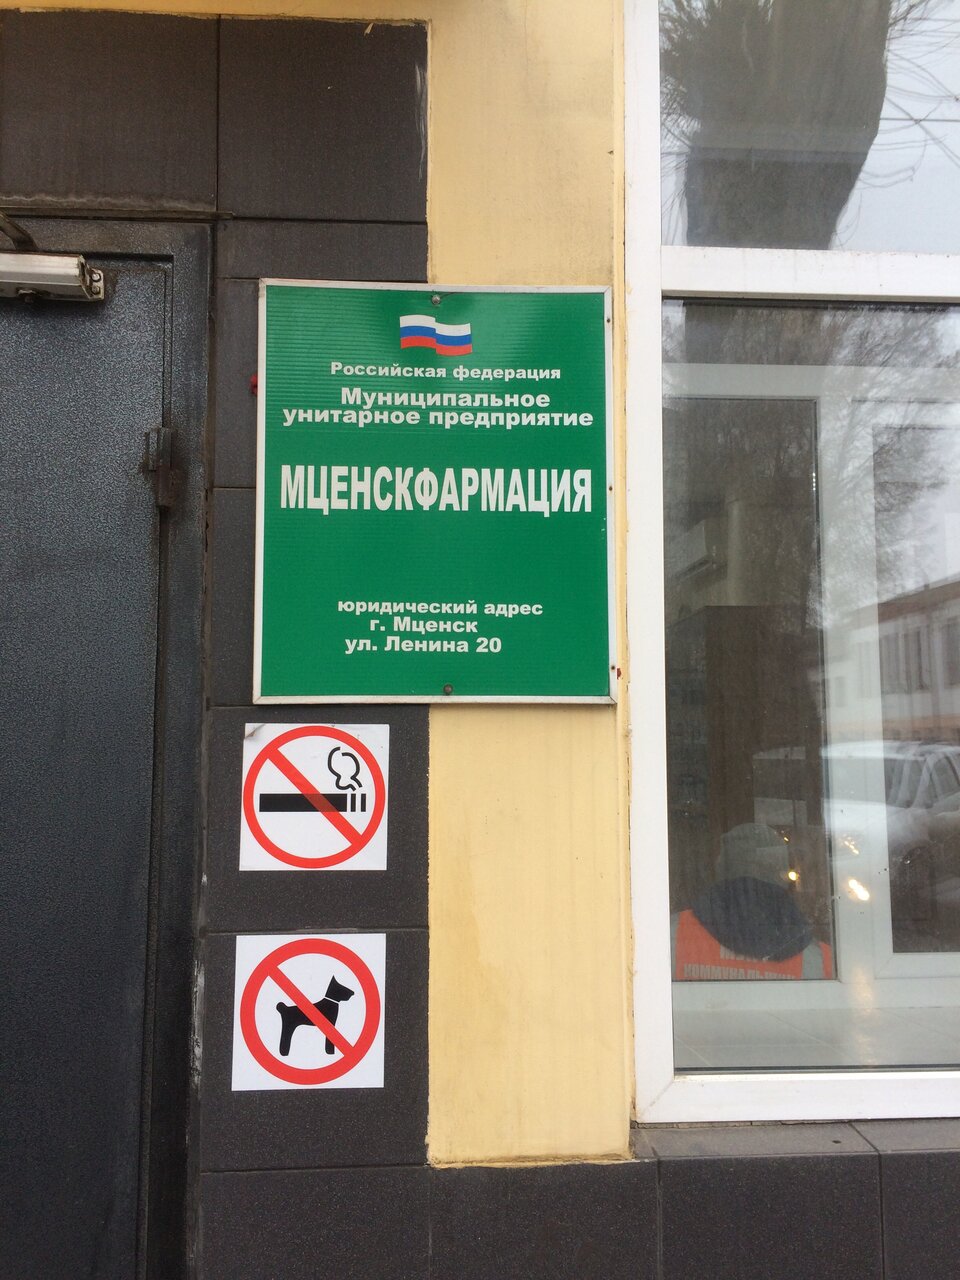 Российская федерация
Муниципальное
унитарное предприятие
МЦЕНСКФАРМАЦИЯ
юридический адрес
г. Мценск
ул. Ленина 20